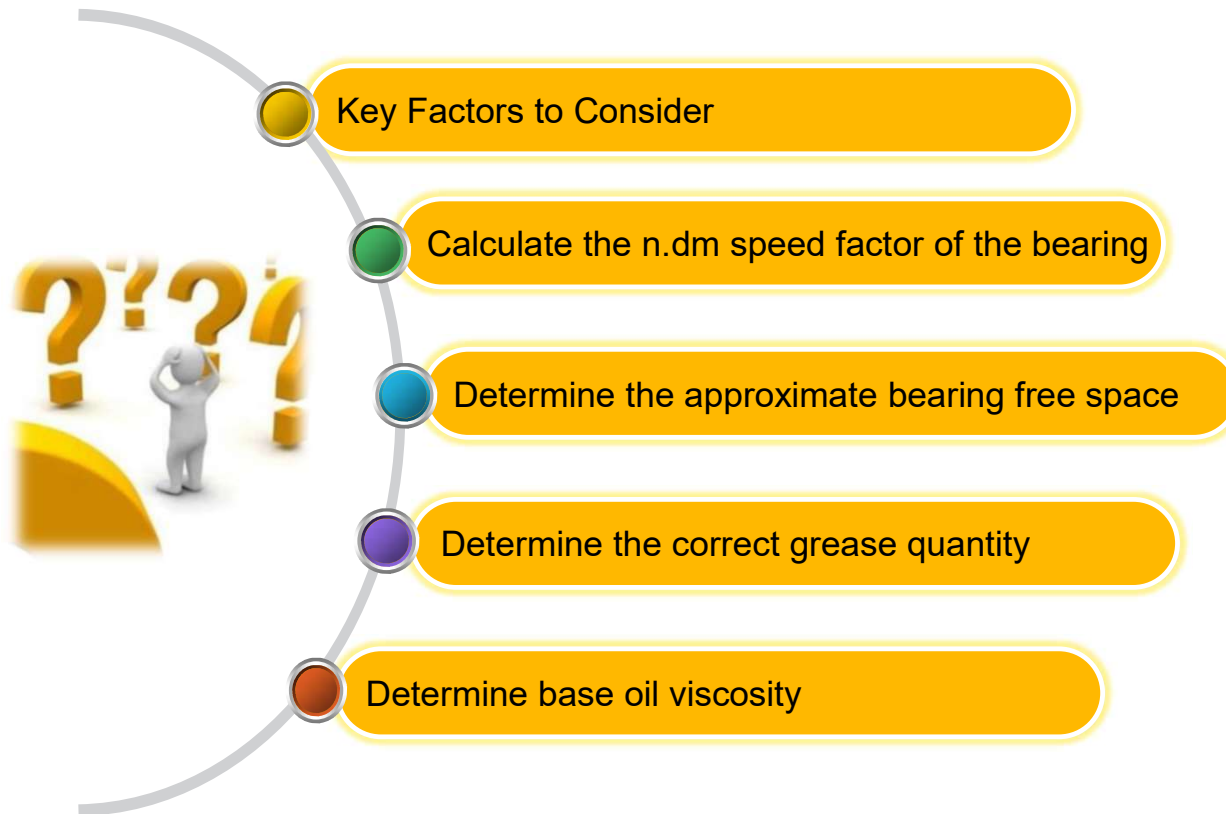 Key Factors to Consider
Calculate the n.dm speed factor of the bearing
Determine the approximate bearing free space
Determine the correct grease quantity
Determine base oil viscosity